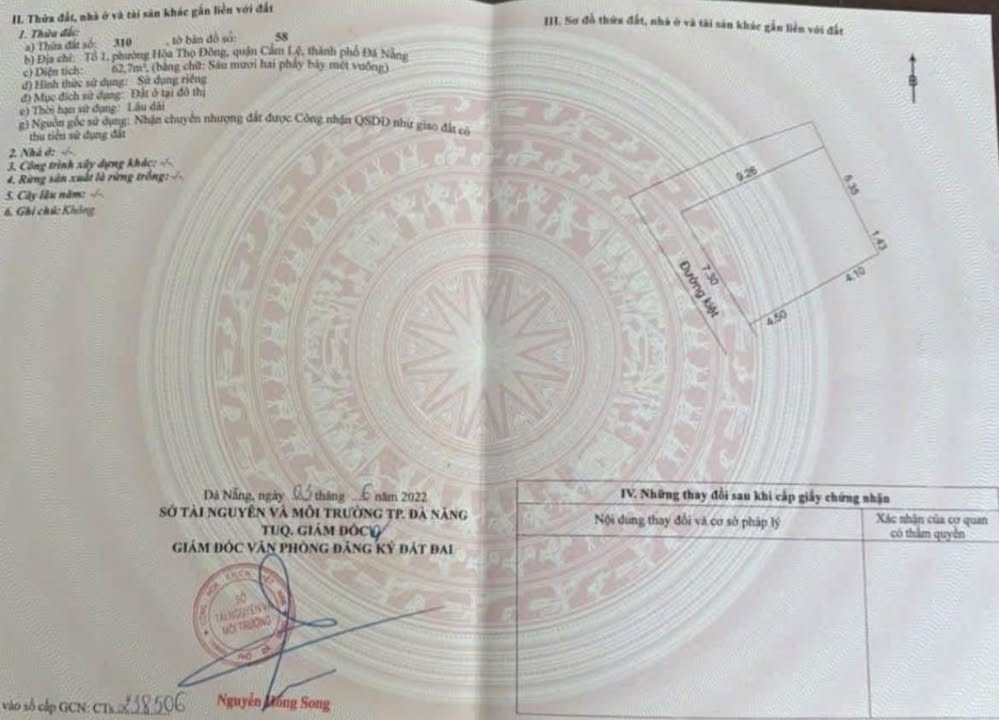 II. Thửa đất, nhà ở và tài sản khác gắn liền với đất
1. Thửa đất:
a) Thửa đất số: 310 , tờ bản đồ số: 58
b) Địa chỉ: Tổ 1, phường Hòa Thọ Đông, quận Cẩm Lệ, thành phố Đà Nẵng
c) Diện tích: 62,7m², (bằng chữ: Sáu mươi hai phẩy bảy mét vuông)
d) Hình thức sử dụng: Sử dụng riêng
đ) Mục đích sử dụng: Đất ở tại đô thị
e) Thời hạn sử dụng: Lâu dài
g) Nguồn gốc sử dụng: Nhận chuyển nhượng đất được Công nhận QSDĐ như giao đất có
thu tiền sử dụng đất
2. Nhà ở: -/-
3. Công trình xây dựng khác: -/-
4. Rừng sản xuất là rừng trồng: -/-
5. Cây lâu năm: -/-
6. Ghi chú: Không
Đà Nẵng, ngày 03 tháng 6 năm 2022
SỞ TÀI NGUYÊN VÀ MÔI TRƯỜNG TP. ĐÀ NẴNG
TUQ. GIÁM ĐỐC
GIÁM ĐỐC VĂN PHÒNG ĐĂNG KÝ ĐẤT ĐAI
SỞ
TÀI NGUYÊN VÀ
MÔI TRƯỜNG
Nguyễn Hồng Song
vào sổ cấp GCN: CTs 238506
III. Sơ đồ thửa đất, nhà ở và tài sản khác gắn liền với đất
B
9.26
5.35
1.43
4.10
4.50
7.30
Đường kiệt
IV. Những thay đổi sau khi cấp giấy chứng nhận
Nội dung thay đổi và cơ sở pháp lý
Xác nhận của cơ quan
có thẩm quyền